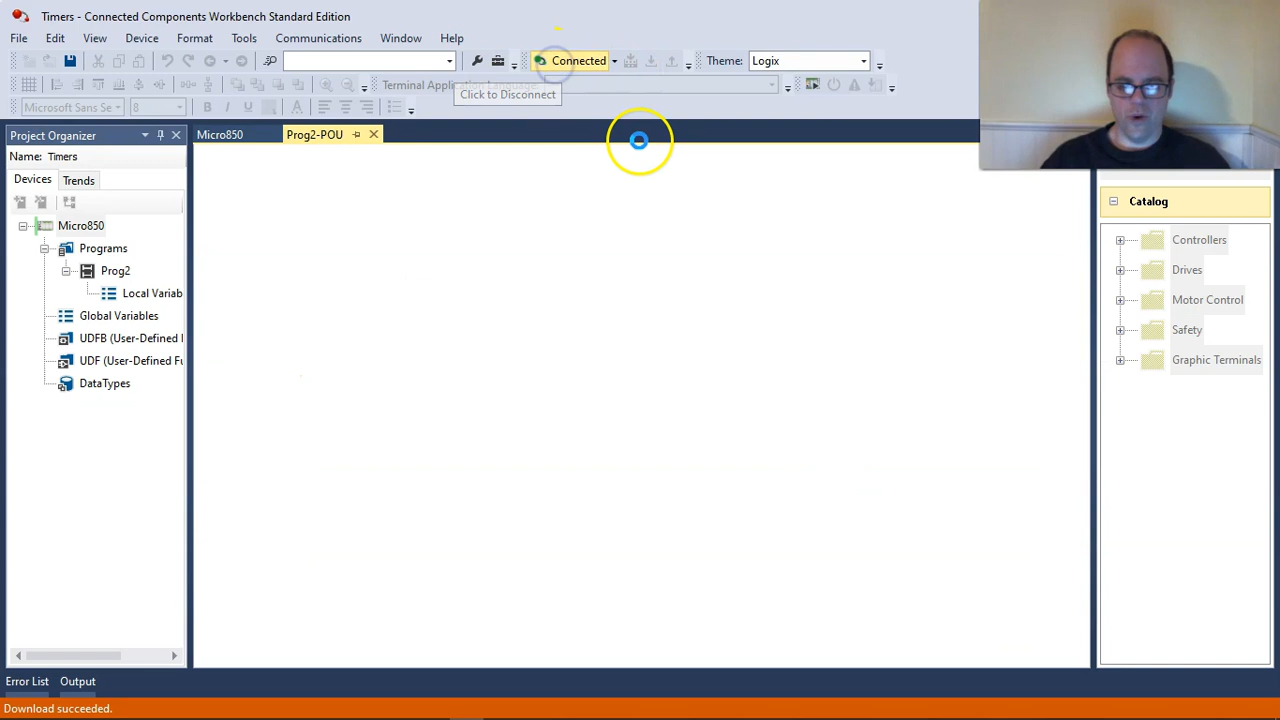 Timers - Connected Components Workbench Standard Edition
File Edit View Device Format Tools Communications Window Help
Connected Theme: Logix
Terminal Application Language
Click to Disconnect
Microsoft Sans Se 8 B I U A
Project Organizer Micro850 Prog2-POU
Name: Timers
Devices Trends
Micro850
Programs
Prog2
Local Variab
Global Variables
UDFB (User-Defined
UDF (User-Defined Fu
DataTypes
Catalog
Controllers
Drives
Motor Control
Safety
Graphic Terminals
Error List Output
Download succeeded.